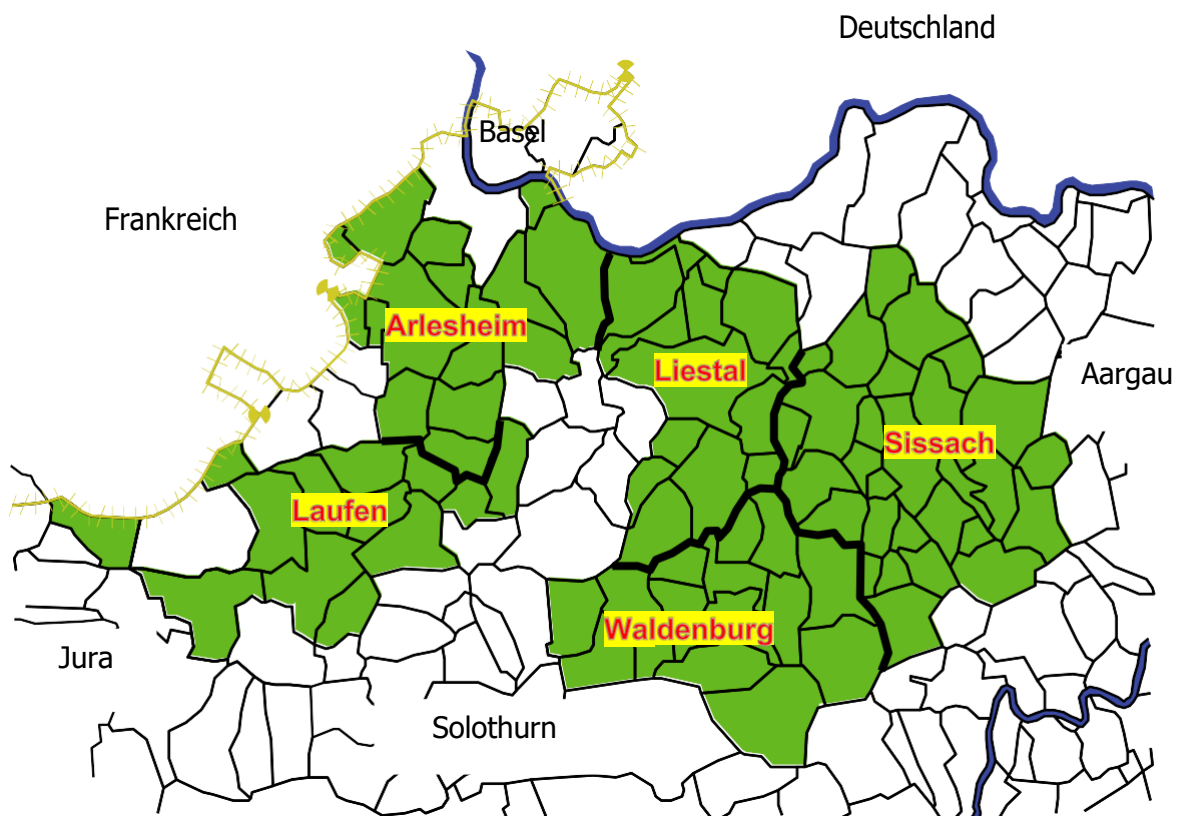 Deutschland
Basel
Frankreich
Arlesheim
Liestal
Aargau
Sissach
Laufen
Waldenburg
Jura
Solothurn